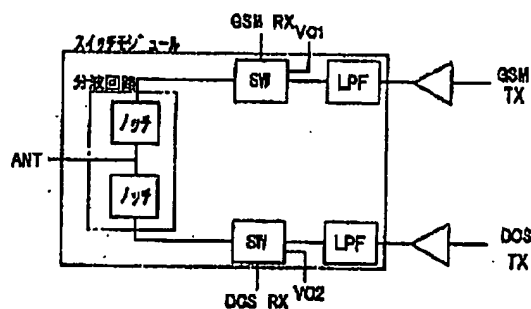 GSM RX
VC1
スイッチモジュール
分波回路
SW
LPF
GSM
TX
ノッチ
ANT
ノッチ
SW
LPF
DCS
TX
VC2
DCS RX